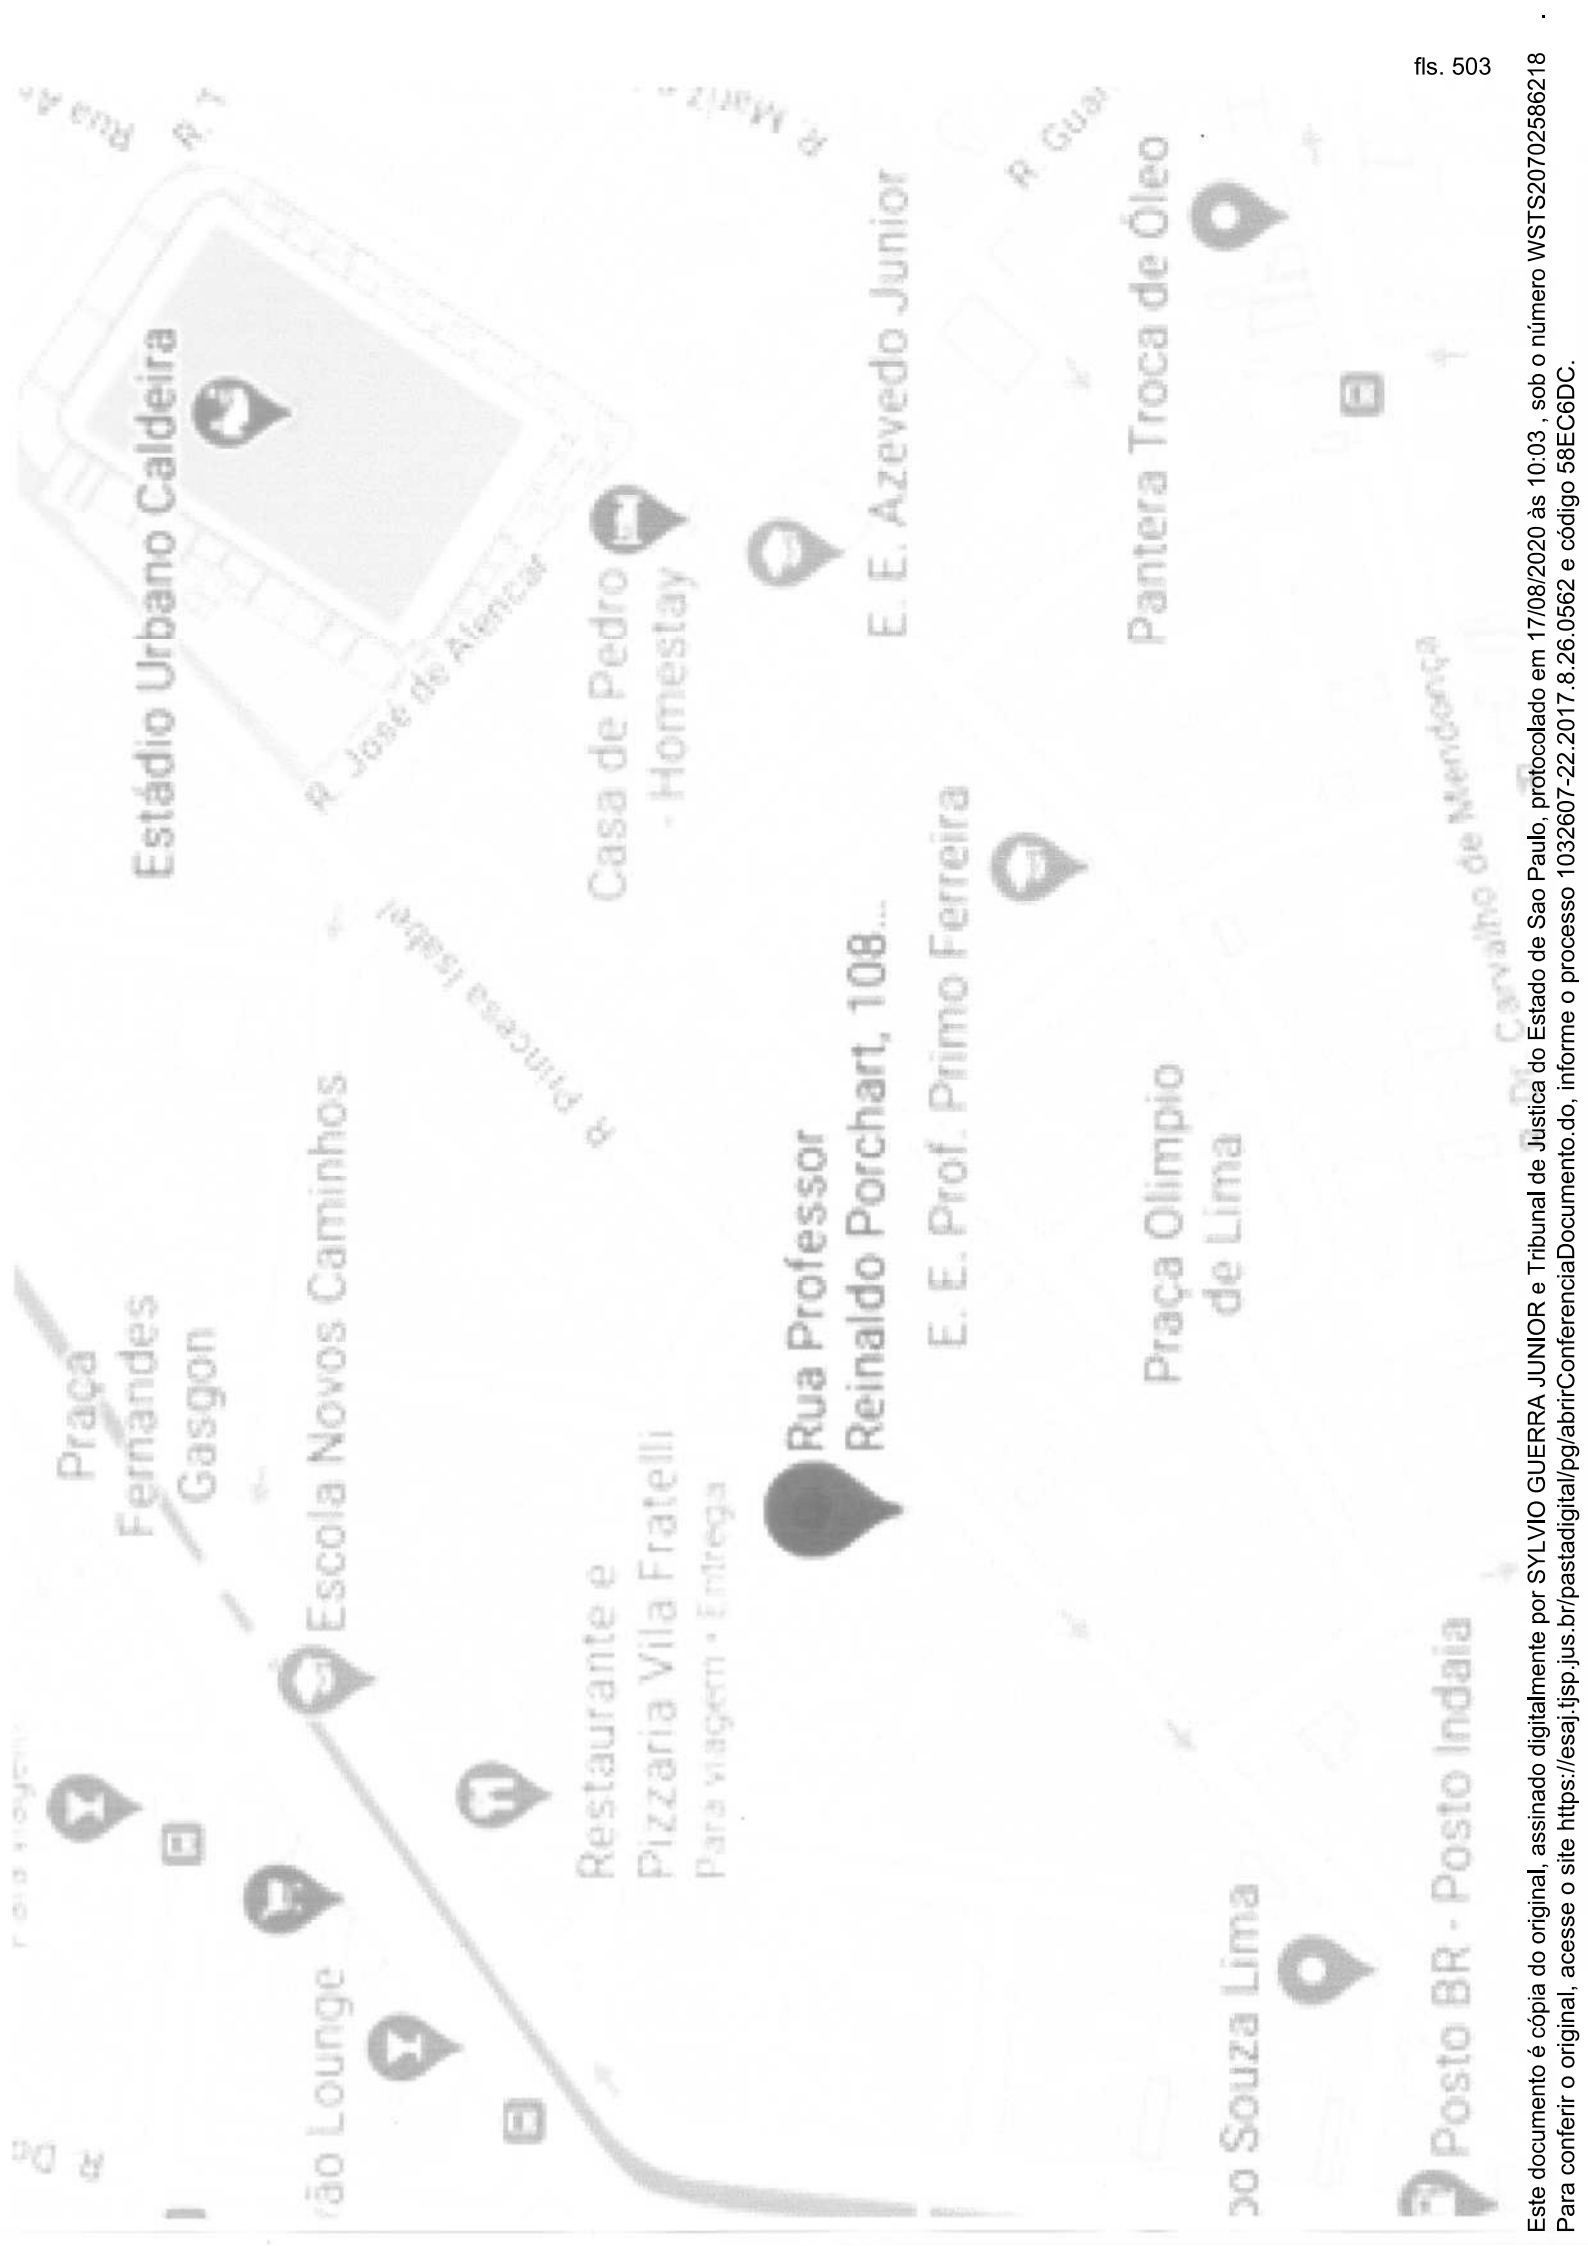 fls. 503
Estádio Urbano Caldeira
R. José de Alencar
Praça
Fernandes
Gasgon
Escola Novos Caminhos
R. Princesa Isabel
Casa de Pedro
- Homestay
E. E. Azevedo Junior
R. Guar
Pantera Troca de Óleo
ão Lounge
Restaurante e
Pizzaria Vila Fratelli
Para viagem · Entrega
Rua Professor
Reinaldo Porchart, 108...
E. E. Prof. Primo Ferreira
Praça Olimpio
de Lima
Carvalho de Mendonça
po Souza Lima
Posto BR - Posto Indaia
Este documento é cópia do original, assinado digitalmente por SYLVIO GUERRA JUNIOR e Tribunal de Justica do Estado de Sao Paulo, protocolado em 17/08/2020 às 10:03 , sob o número WSTS20702586218 .
Para conferir o original, acesse o site https://esaj.tjsp.jus.br/pastadigital/pg/abrirConferenciaDocumento.do, informe o processo 1032607-22.2017.8.26.0562 e código 58EC6DC.